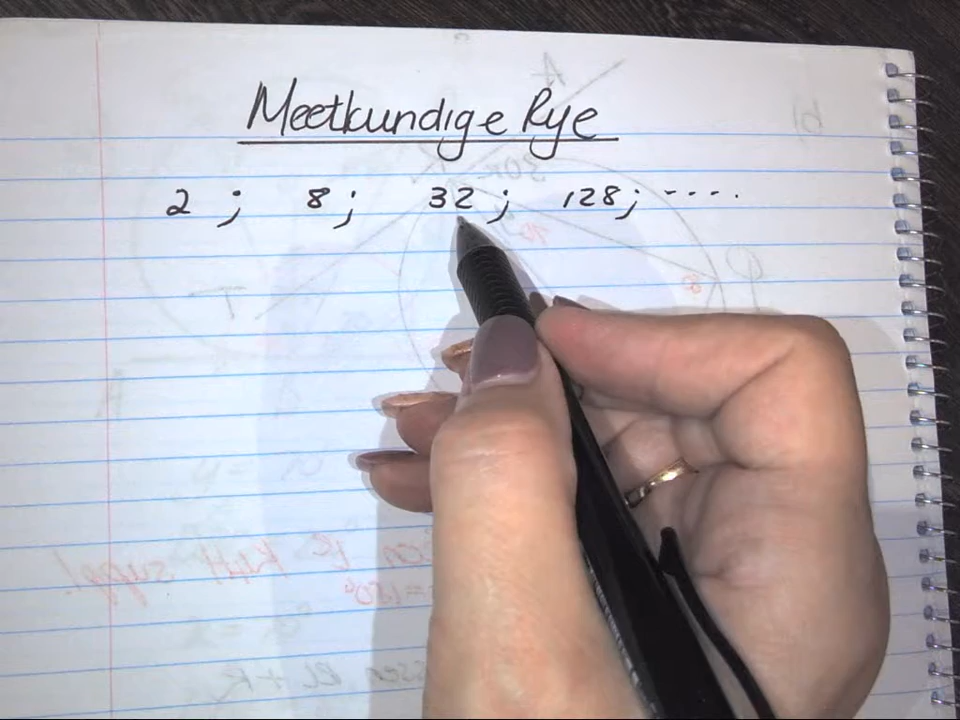 Meetkundige Rye
2 ; 8 ; 32 ; 128 ; ....